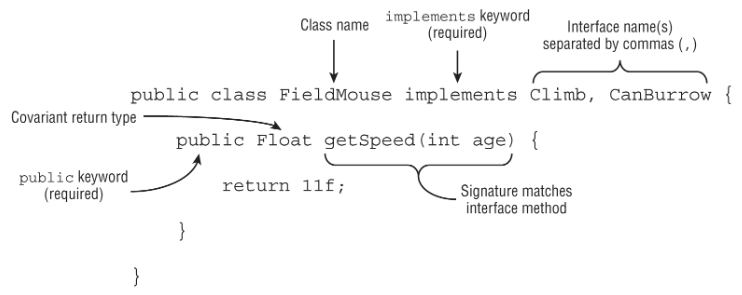 Class name
implements keyword
(required)
Interface name(s)
separated by commas (,)
public class FieldMouse implements Climb, CanBurrow {
Covariant return type
public Float getSpeed(int age) {
public keyword
(required)
return 11f;
Signature matches
interface method
}
}